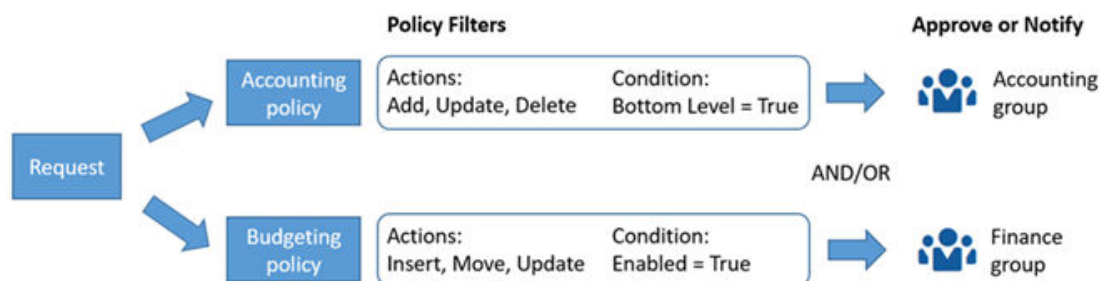 Policy Filters
Approve or Notify
Request
Accounting
policy
Actions:
Add, Update, Delete
Condition:
Bottom Level = True
Accounting
group
AND/OR
Budgeting
policy
Actions:
Insert, Move, Update
Condition:
Enabled = True
Finance
group